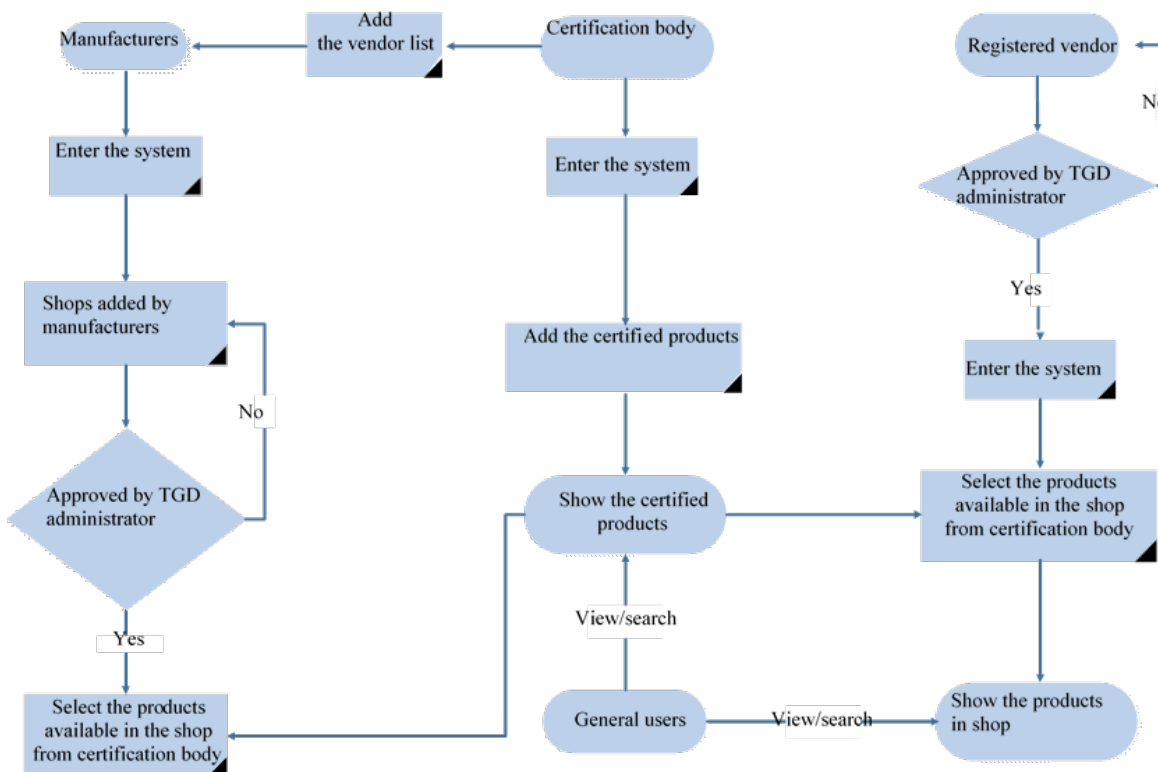 Manufacturers
Add
the vendor list
Certification body
Registered vendor
Enter the system
Enter the system
Approved by TGD
administrator
Yes
Shops added by
manufacturers
Add the certified products
Enter the system
No
Approved by TGD
administrator
Show the certified
products
Select the products
available in the shop
from certification body
View/search
Yes
Select the products
available in the shop
from certification body
General users
View/search
Show the products
in shop